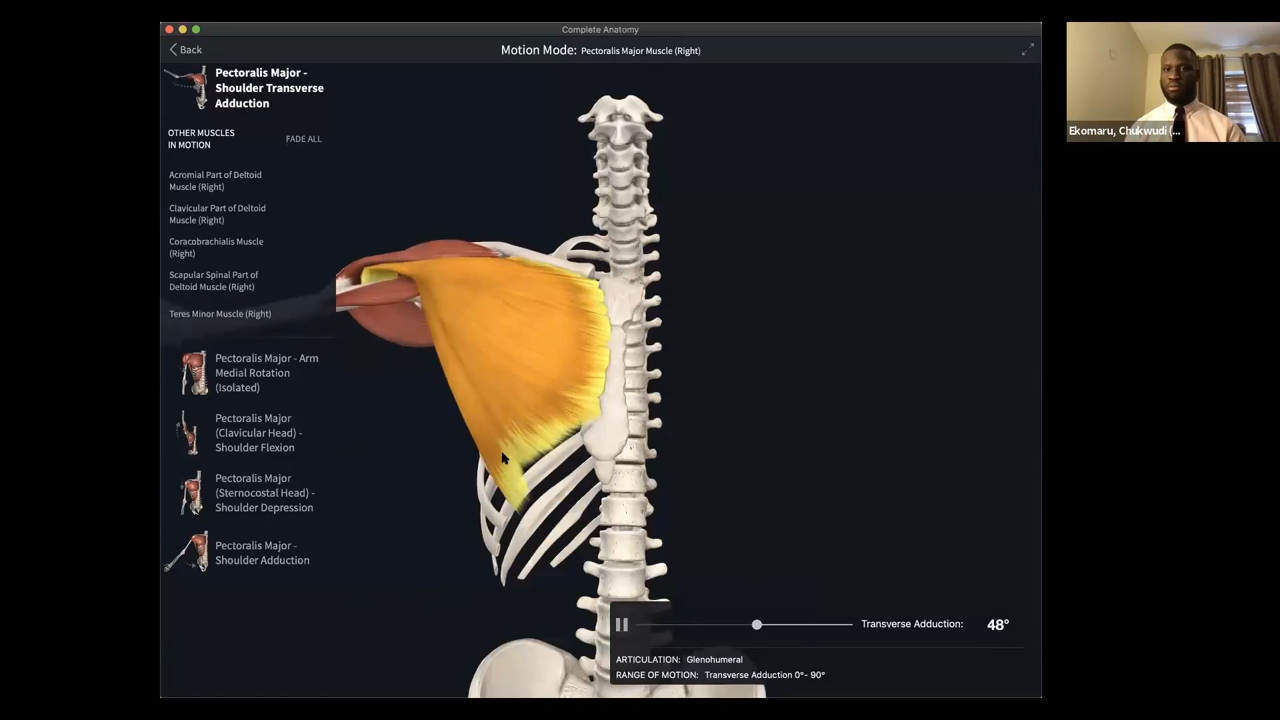 Complete Anatomy
Back
Motion Mode: Pectoralis Major Muscle (Right)
Pectoralis Major -
Shoulder Transverse
Adduction
OTHER MUSCLES
IN MOTION
FADE ALL
Acromial Part of Deltoid
Muscle (Right)
Clavicular Part of Deltoid
Muscle (Right)
Coracobrachialis Muscle
(Right)
Scapular Spinal Part of
Deltoid Muscle (Right)
Teres Minor Muscle (Right)
Pectoralis Major - Arm
Medial Rotation
(Isolated)
Pectoralis Major
(Clavicular Head) -
Shoulder Flexion
Pectoralis Major
(Sternocostal Head) -
Shoulder Depression
Pectoralis Major -
Shoulder Adduction
Transverse Adduction: 48°
ARTICULATION: Glenohumeral
RANGE OF MOTION: Transverse Adduction 0°- 90°
Ekomaru, Chukwudi (...